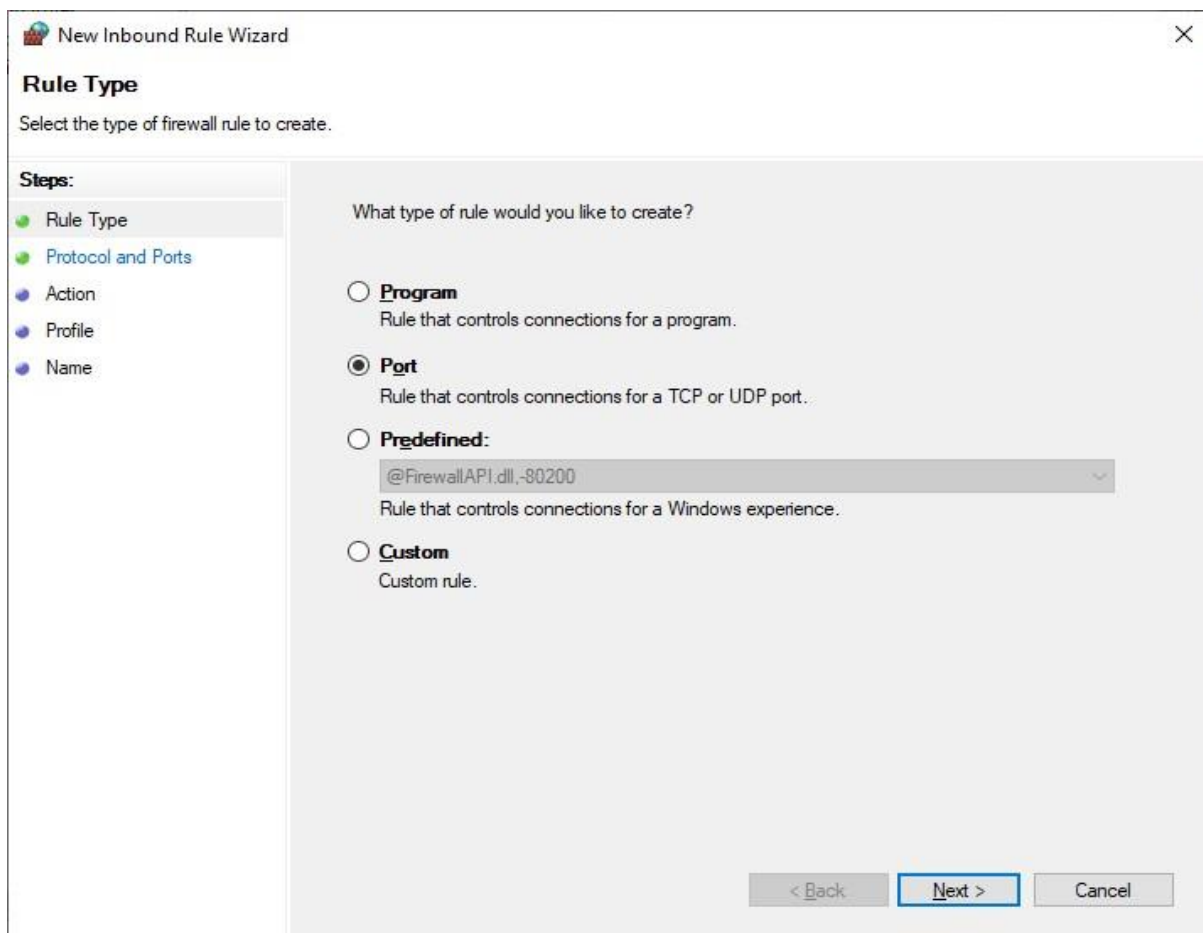 New Inbound Rule Wizard
Rule Type
Select the type of firewall rule to create.
Steps:
Rule Type
Protocol and Ports
Action
Profile
Name
What type of rule would you like to create?
Program
Rule that controls connections for a program.
Port
Rule that controls connections for a TCP or UDP port.
Predefined:
@FirewallAPI.dll,-80200
Rule that controls connections for a Windows experience.
Custom
Custom rule.
< Back Next > Cancel